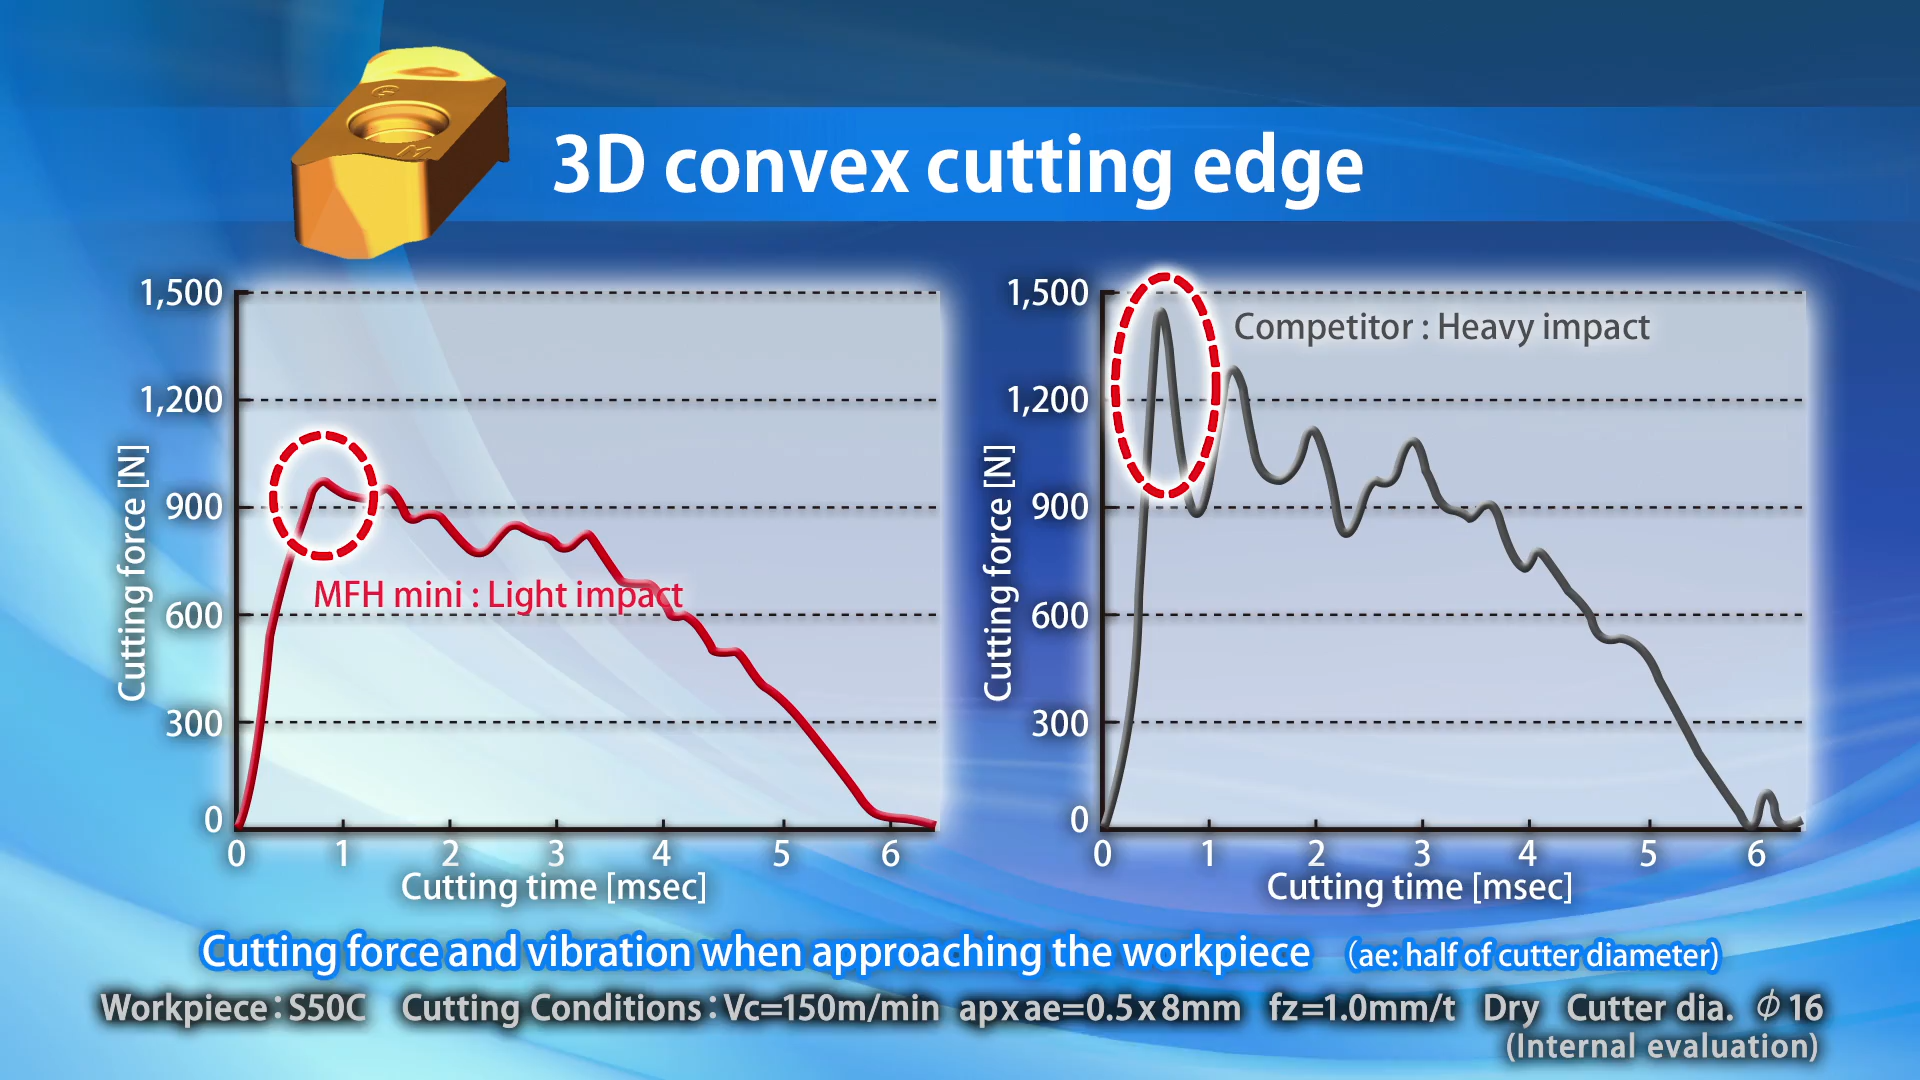 3D convex cutting edge
1,500
1,200
900
600
300
0
Cutting force [N]
MFH mini : Light impact
0 1 2 3 4 5 6
Cutting time [msec]
1,500
1,200
900
600
300
0
Cutting force [N]
Competitor : Heavy impact
0 1 2 3 4 5 6
Cutting time [msec]
Cutting force and vibration when approaching the workpiece (ae: half of cutter diameter)
Workpiece : S50C Cutting Conditions : Vc=150m/min ap x ae=0.5 x 8mm fz=1.0mm/t Dry Cutter dia. ϕ16
(Internal evaluation)